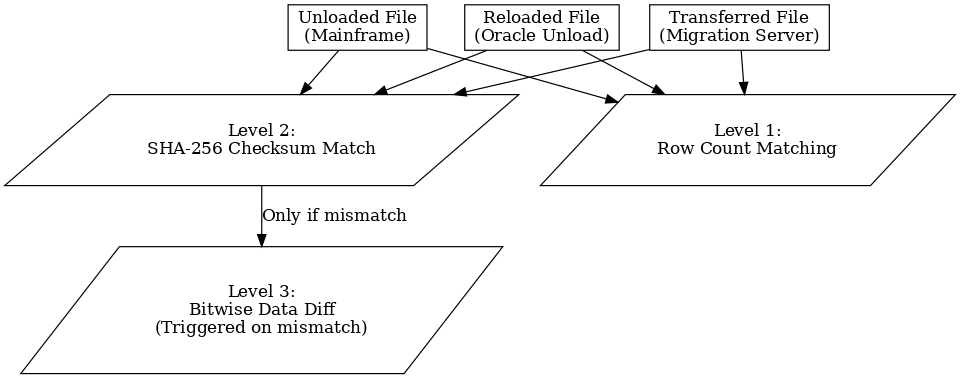 Unloaded File
(Mainframe)
Reloaded File
(Oracle Unload)
Transferred File
(Migration Server)
Level 2:
SHA-256 Checksum Match
Level 1:
Row Count Matching
Only if mismatch
Level 3:
Bitwise Data Diff
(Triggered on mismatch)